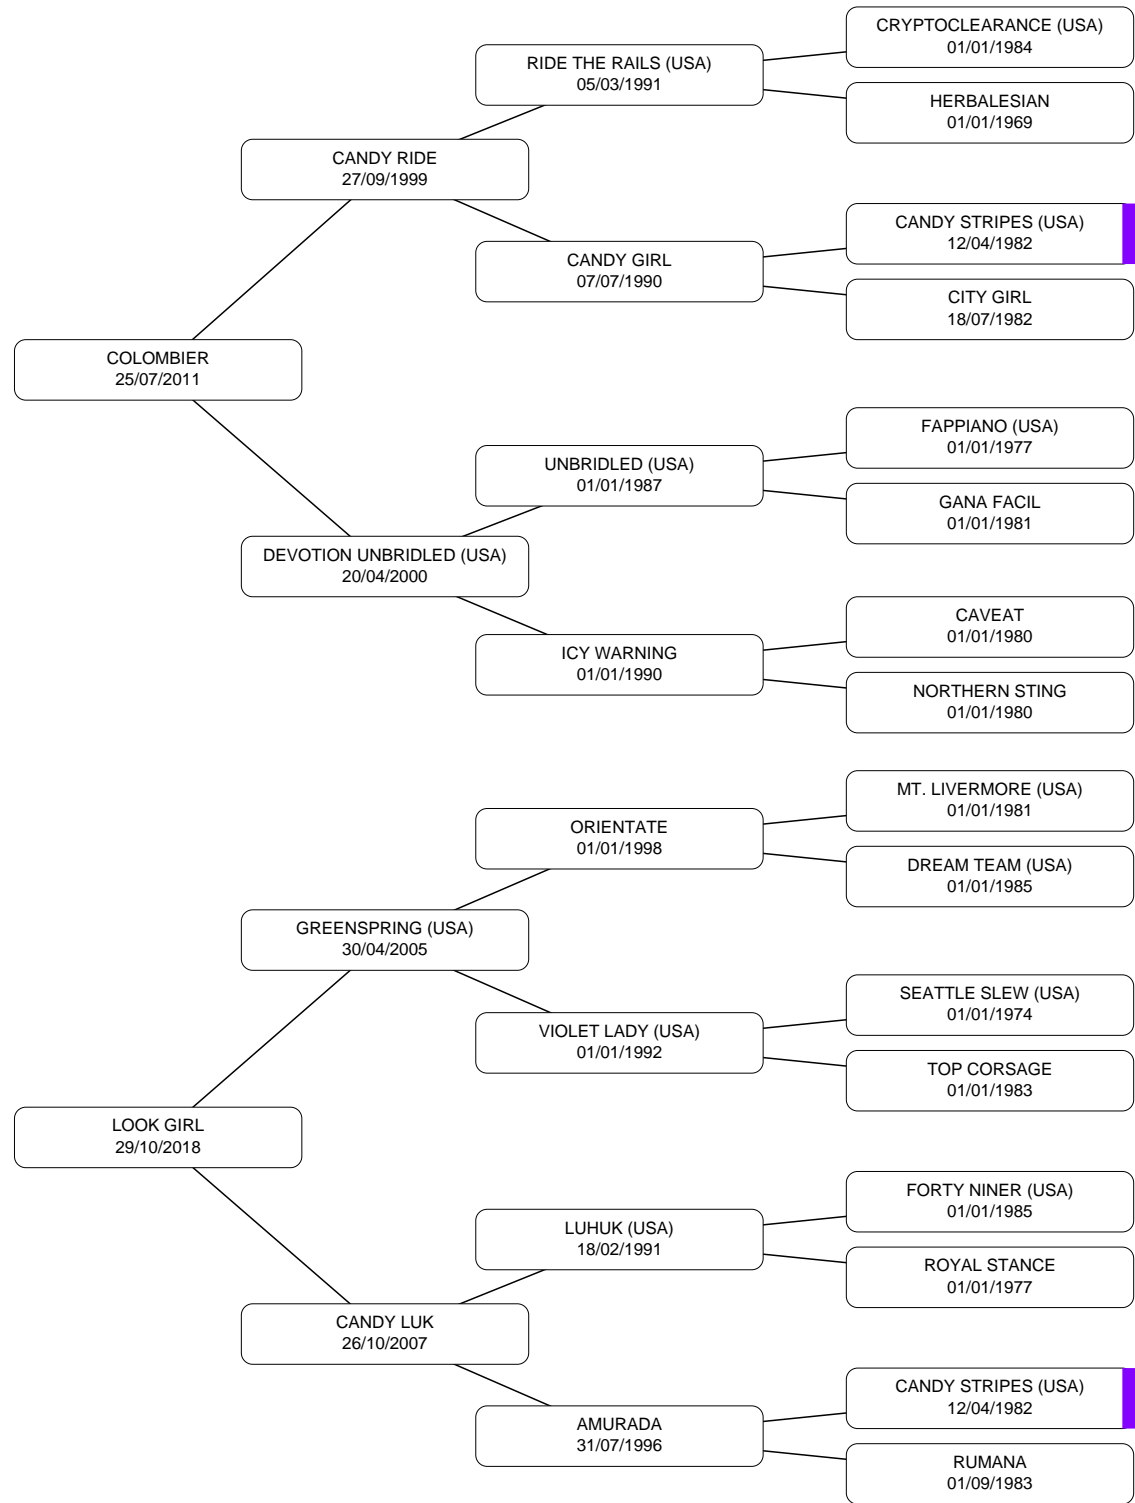 CRYPTOCLEARANCE (USA)
01/01/1984
RIDE THE RAILS (USA)
05/03/1991
HERBALESIAN
01/01/1969
CANDY RIDE
27/09/1999
CANDY STRIPES (USA)
12/04/1982
CANDY GIRL
07/07/1990
CITY GIRL
18/07/1982
COLOMBIER
25/07/2011
FAPPIANO (USA)
01/01/1977
UNBRIDLED (USA)
01/01/1987
GANA FACIL
01/01/1981
DEVOTION UNBRIDLED (USA)
20/04/2000
CAVEAT
01/01/1980
ICY WARNING
01/01/1990
NORTHERN STING
01/01/1980
MT. LIVERMORE (USA)
01/01/1981
ORIENTATE
01/01/1998
DREAM TEAM (USA)
01/01/1985
GREENSPRING (USA)
30/04/2005
SEATTLE SLEW (USA)
01/01/1974
VIOLET LADY (USA)
01/01/1992
TOP CORSAGE
01/01/1983
LOOK GIRL
29/10/2018
FORTY NINER (USA)
01/01/1985
LUHUK (USA)
18/02/1991
ROYAL STANCE
01/01/1977
CANDY LUK
26/10/2007
CANDY STRIPES (USA)
12/04/1982
AMURADA
31/07/1996
RUMANA
01/09/1983